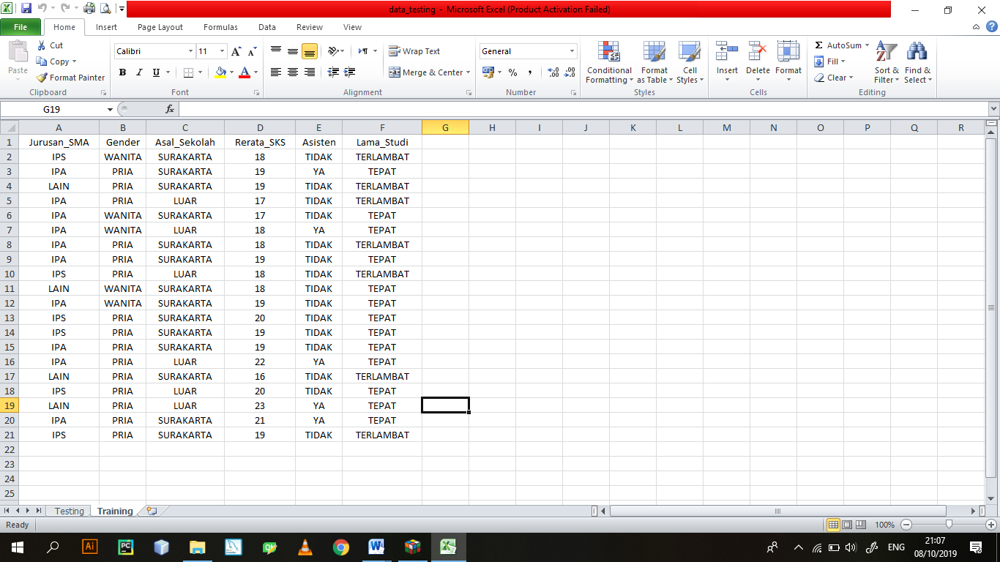 data_testing - Microsoft Excel (Product Activation Failed)
File Home Insert Page Layout Formulas Data Review View
Paste Cut Copy Format Painter Clipboard
Calibri 11 A A B I U A Font
Wrap Text Merge & Center Alignment
General % , Number
Conditional Formatting Format as Table Cell Styles Styles
Insert Delete Format Cells
Σ AutoSum Fill Clear Sort & Filter Find & Select Editing
G19 fx
A B C D E F G H I J K L M N O P Q R
1 Jurusan_SMA Gender Asal_Sekolah Rerata_SKS Asisten Lama_Studi
2 IPS WANITA SURAKARTA 18 TIDAK TERLAMBAT
3 IPA PRIA SURAKARTA 19 YA TEPAT
4 LAIN PRIA SURAKARTA 19 TIDAK TERLAMBAT
5 IPA PRIA LUAR 17 TIDAK TERLAMBAT
6 IPA WANITA SURAKARTA 17 TIDAK TEPAT
7 IPA WANITA LUAR 18 YA TEPAT
8 IPA PRIA SURAKARTA 18 TIDAK TERLAMBAT
9 IPA PRIA SURAKARTA 19 TIDAK TEPAT
10 IPS PRIA LUAR 18 TIDAK TERLAMBAT
11 LAIN WANITA SURAKARTA 18 TIDAK TEPAT
12 IPA WANITA SURAKARTA 19 TIDAK TEPAT
13 IPS PRIA SURAKARTA 20 TIDAK TEPAT
14 IPS PRIA SURAKARTA 19 TIDAK TEPAT
15 IPA PRIA SURAKARTA 19 TIDAK TEPAT
16 IPA PRIA LUAR 22 YA TEPAT
17 LAIN PRIA SURAKARTA 16 TIDAK TERLAMBAT
18 IPS PRIA LUAR 20 TIDAK TEPAT
19 LAIN PRIA LUAR 23 YA TEPAT
20 IPA PRIA SURAKARTA 21 YA TEPAT
21 IPS PRIA SURAKARTA 19 TIDAK TERLAMBAT
22
23
24
25
Testing Training
Ready 100%
Ai PC Qt W ENG 21:07
08/10/2019